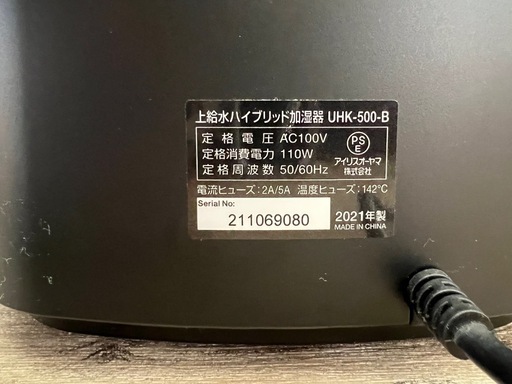 上給水ハイブリッド加湿器 UHK-500-B
定格電圧 AC100V
定格消費電力 110W
定格周波数 50/60Hz
PS
E
アイリスオーヤマ
株式会社
電流ヒューズ:2A/5A 温度ヒューズ:142℃
Serial No:
211069080
2021年製
MADE IN CHINA